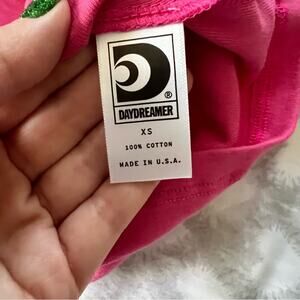 ®
DAYDREAMER
XS
100% COTTON
MADE IN U.S.A.